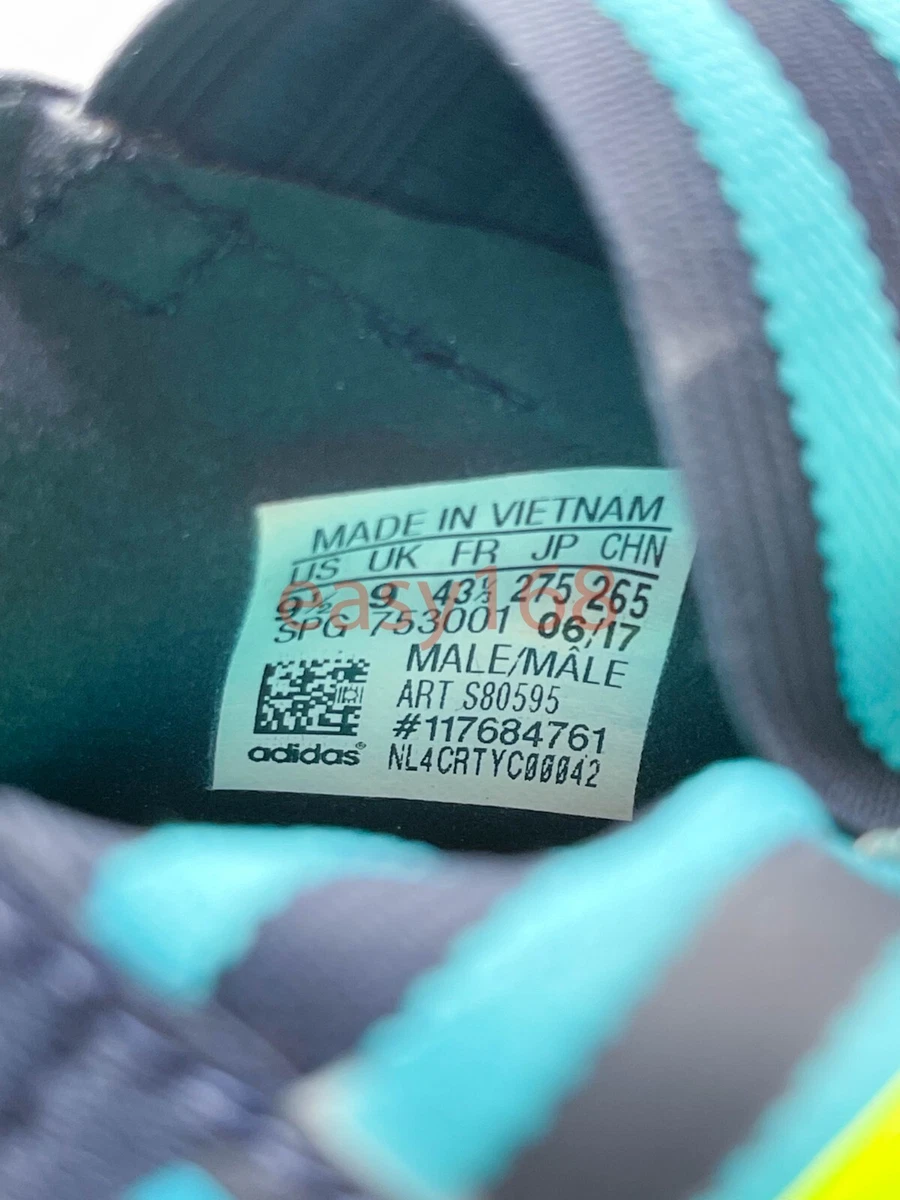 MADE IN VIETNAM
US UK FR JP CHN
9½ 9 43⅓ 275 265
SPG 753001 06/17
MALE/MÂLE
ART S80595
#117684761
adidas® NL4CRTYC00042
easy168